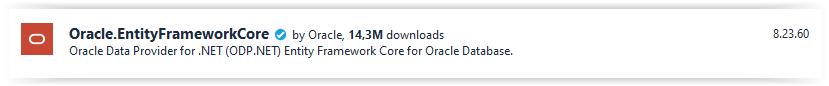 Oracle.EntityFrameworkCore by Oracle, 14,3M downloads 8.23.60
Oracle Data Provider for .NET (ODP.NET) Entity Framework Core for Oracle Database.